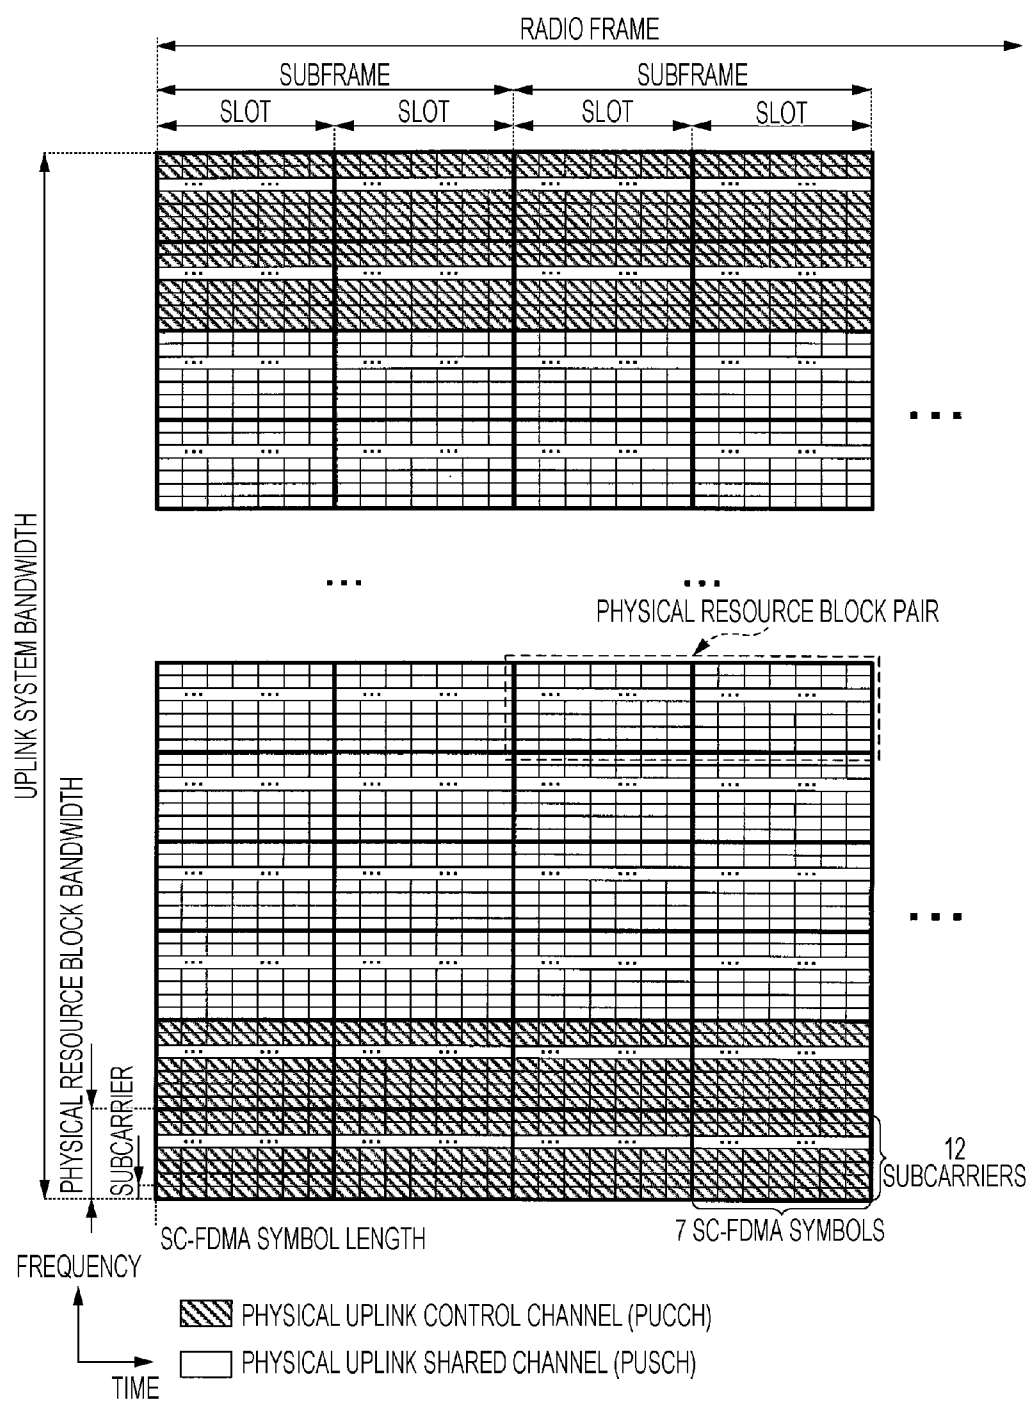 RADIO FRAME
SUBFRAME SUBFRAME
SLOT SLOT SLOT SLOT
UPLINK SYSTEM BANDWIDTH
PHYSICAL RESOURCE BLOCK PAIR
PHYSICAL RESOURCE BLOCK BANDWIDTH
SUBCARRIER
12
SUBCARRIERS
SC-FDMA SYMBOL LENGTH
7 SC-FDMA SYMBOLS
FREQUENCY
TIME
PHYSICAL UPLINK CONTROL CHANNEL (PUCCH)
PHYSICAL UPLINK SHARED CHANNEL (PUSCH)